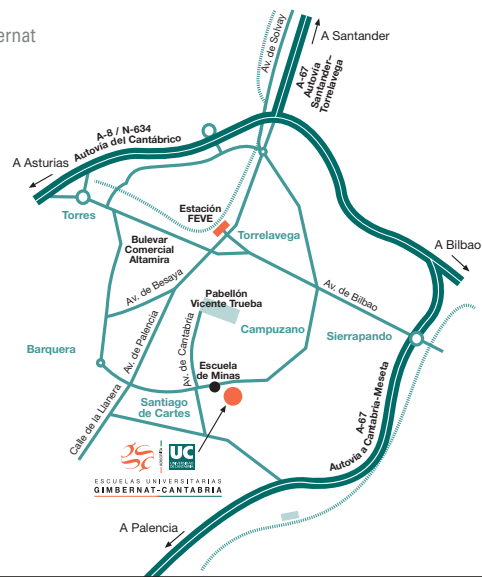 ernat
A Santander
Av. de Solvay
A-67
Autovía
Santander–
Torrelavega
A-8 / N-634
Autovía del Cantábrico
A Asturias
Torres
Estación
FEVE
Torrelavega
Bulevar
Comercial
Altamira
A Bilbao
Av. de Besaya
Pabellón
Vicente Trueba
Av. de Bilbao
Campuzano
Sierrapando
Av. de Palencia
Av. de Cantabria
Barquera
Escuela
de Minas
Santiago
de Cartes
Calle de la Llanera
A-67
Autovía a Cantabria-Meseta
UC
ESCUELAS UNIVERSITARIAS
GIMBERNAT-CANTABRIA
A Palencia